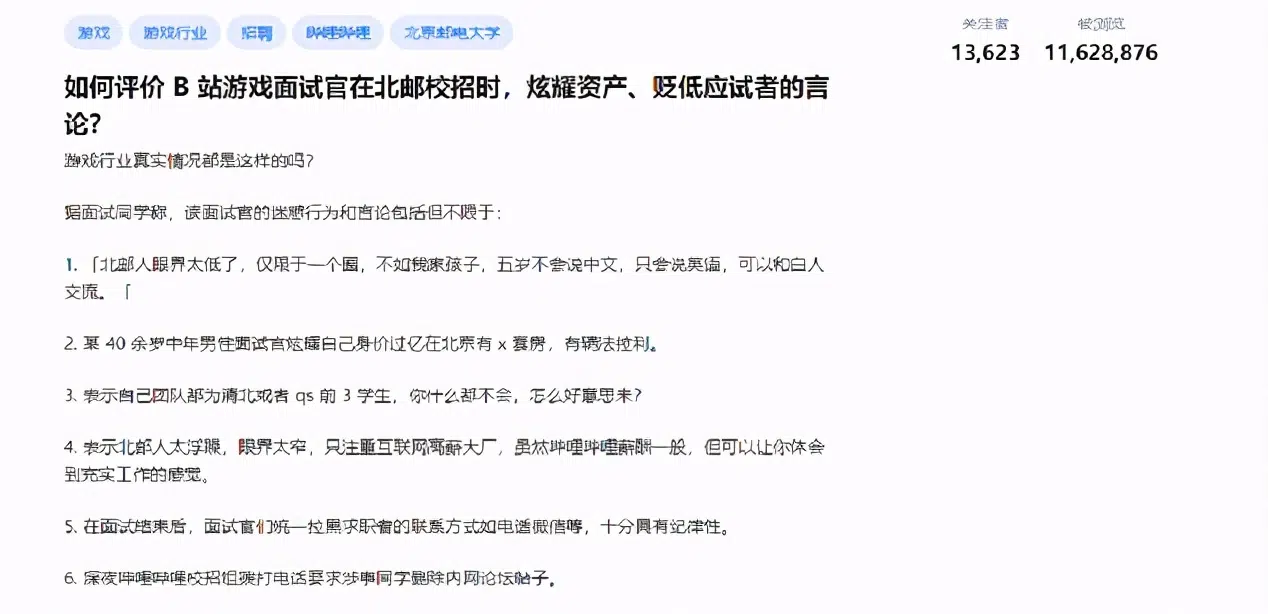 游戏 游戏行业 招聘 哔哩哔哩 北京邮电大学
关注者 被浏览
13,623 11,628,876
如何评价 B 站游戏面试官在北邮校招时,炫耀资产、贬低应试者的言
论?
游戏行业真实情况都是这样的吗?
据面试同学称,该面试官的迷惑行为和言论包括但不限于:
1. 「北邮人眼界太低了,仅限于一个圈,不如我家孩子,五岁不会说中文,只会说英语,可以和白人
交流。「
2. 某 40 余岁中年男性面试官炫耀自己身价过亿在北京有 x 套房,有辆法拉利。
3. 表示自己团队都为清北或者 qs 前 3 学生,你什么都不会,怎么好意思来?
4. 表示北邮人太浮躁,眼界太窄,只注重互联网高薪大厂,虽然哔哩哔哩薪酬一般,但可以让你体会
到充实工作的感觉。
5. 在面试结束后,面试官们统一拉黑求职者的联系方式如电话微信等,十分具有纪律性。
6. 深夜哔哩哔哩校招组拨打电话要求涉事同学删除内网论坛帖子。